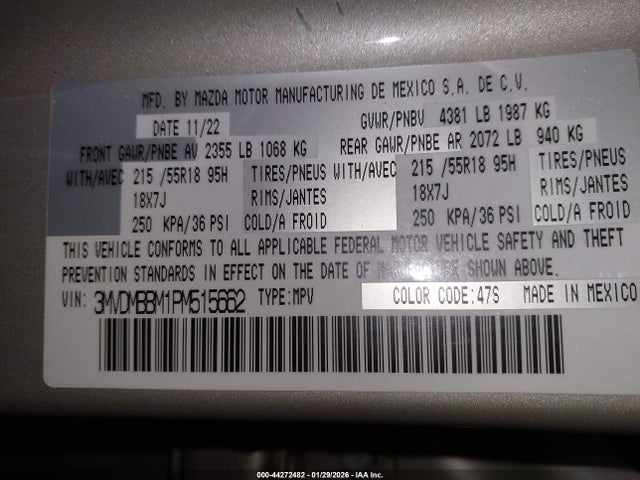 MFD. BY MAZDA MOTOR MANUFACTURING DE MEXICO S.A. DE C.V.
DATE 11/22 GVWR/PNBV 4381 LB 1987 KG
FRONT GAWR/PNBE AV 2355 LB 1068 KG REAR GAWR/PNBE AR 2072 LB 940 KG
WITH/AVEC 215 /55R18 95H TIRES/PNEUS WITH/AVEC 215 /55R18 95H TIRES/PNEUS
18X7J RIMS/JANTES 18X7J RIMS/JANTES
250 KPA/36 PSI COLD/A FROID 250 KPA/36 PSI COLD/A FROID
THIS VEHICLE CONFORMS TO ALL APPLICABLE FEDERAL MOTOR VEHICLE SAFETY AND THEFT
PREVENTION STANDARDS IN EFFECT ON THE DATE OF MANUFACTURE SHOWN ABOVE.
VIN: 3MVDMBBM1PM515662 TYPE:MPV COLOR CODE:47S MADE IN MEXICO
000-44272482 - 01/29/2026 - IAA Inc.